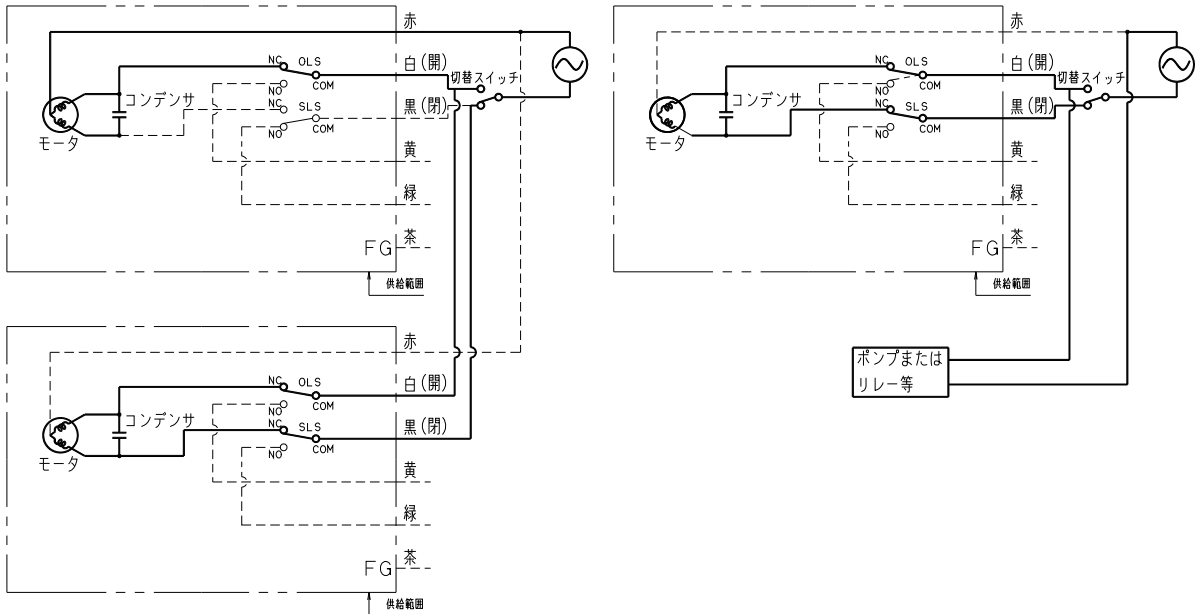 赤
NC OLS
白(開)
切替スイッチ
COM
NO
コンデンサ
NC SLS
黒(閉)
COM
NO
モータ
黄
緑
茶
FG
供給範囲
赤
NC OLS
白(開)
COM
NO
コンデンサ
NC SLS
黒(閉)
COM
NO
モータ
黄
緑
茶
FG
供給範囲
赤
NC OLS
白(開)
切替スイッチ
COM
NO
コンデンサ
NC SLS
黒(閉)
COM
NO
モータ
黄
緑
茶
FG
供給範囲
ポンプまたは
リレー等